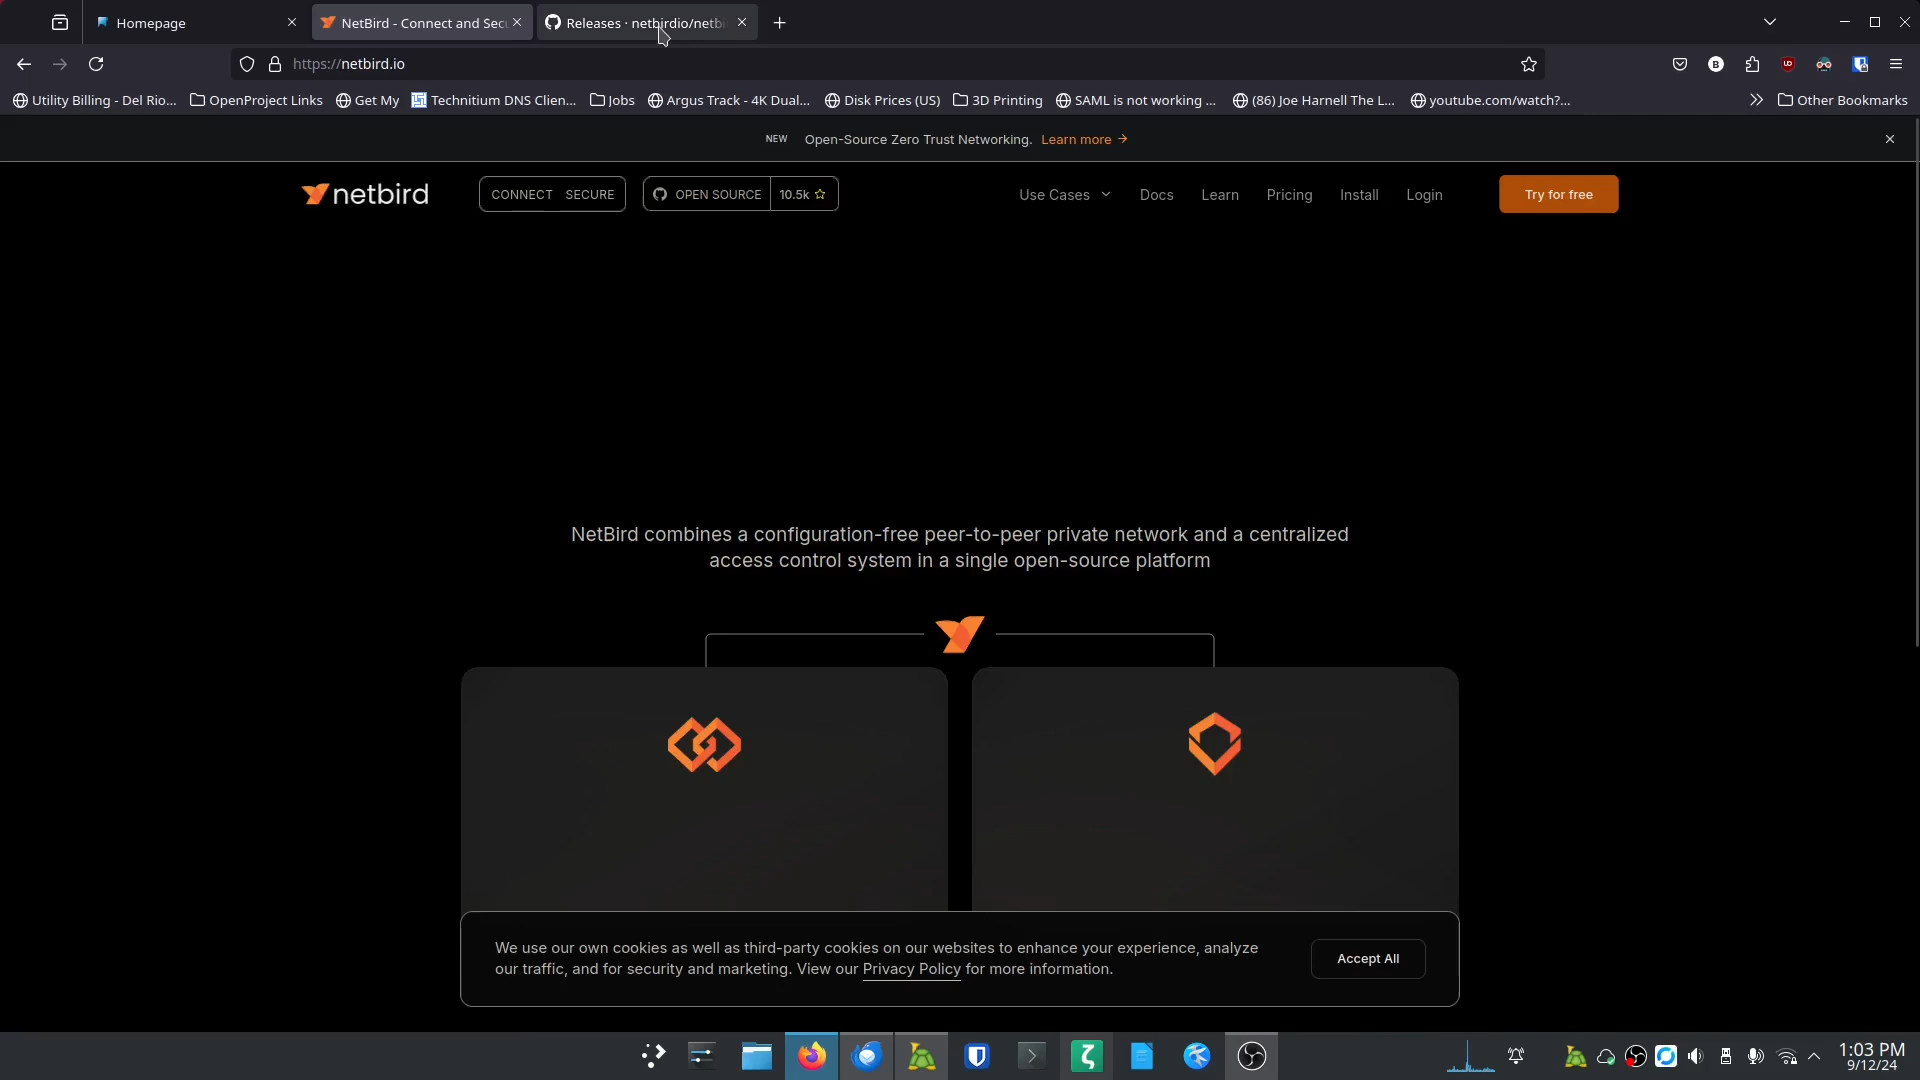 Homepage
NetBird - Connect and Sec
Releases · netbirdio/netb
https://netbird.io
Utility Billing - Del Rio...
OpenProject Links
Get My
Technitium DNS Clien...
Jobs
Argus Track - 4K Dual...
Disk Prices (US)
3D Printing
SAML is not working ...
(86) Joe Harnell The L...
youtube.com/watch?...
Other Bookmarks
NEW Open-Source Zero Trust Networking. Learn more →
netbird
CONNECT SECURE
OPEN SOURCE 10.5k
Use Cases
Docs
Learn
Pricing
Install
Login
Try for free
NetBird combines a configuration-free peer-to-peer private network and a centralized
access control system in a single open-source platform
We use our own cookies as well as third-party cookies on our websites to enhance your experience, analyze
our traffic, and for security and marketing. View our Privacy Policy for more information.
Accept All
1:03 PM
9/12/24